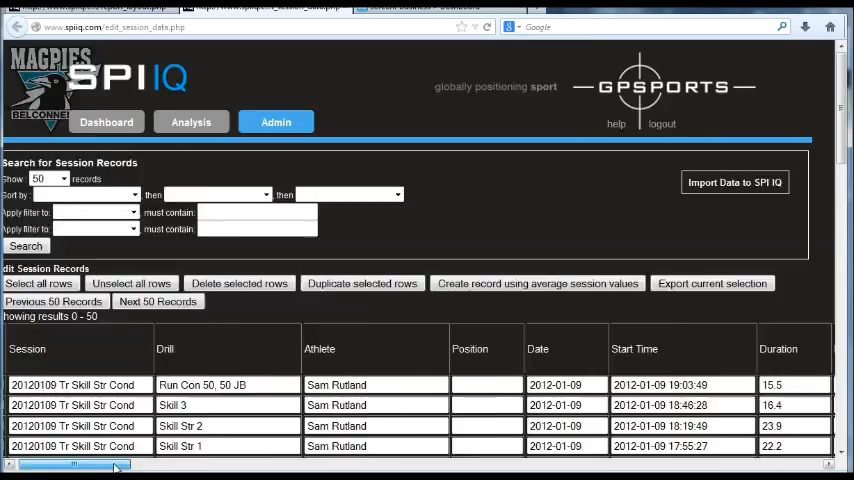 www.spiiq.com/edit_session_data.php
Google
MAGPIES
BELCONNEN
SPI IQ
globally positioning sport
GPSPORTS
help
logout
Dashboard
Analysis
Admin
Search for Session Records
Show : 50 records
Import Data to SPI IQ
Sort by : , then , then
Apply filter to: , must contain:
Apply filter to: , must contain:
Search
dit Session Records
Select all rows
Unselect all rows
Delete selected rows
Duplicate selected rows
Create record using average session values
Export current selection
Previous 50 Records
Next 50 Records
howing results 0 - 50
Session Drill Athlete Position Date Start Time Duration
20120109 Tr Skill Str Cond Run Con 50, 50 JB Sam Rutland 2012-01-09 2012-01-09 19:03:49 15.5
20120109 Tr Skill Str Cond Skill 3 Sam Rutland 2012-01-09 2012-01-09 18:46:28 16.4
20120109 Tr Skill Str Cond Skill Str 2 Sam Rutland 2012-01-09 2012-01-09 18:19:49 23.9
20120109 Tr Skill Str Cond Skill Str 1 Sam Rutland 2012-01-09 2012-01-09 17:55:27 22.2